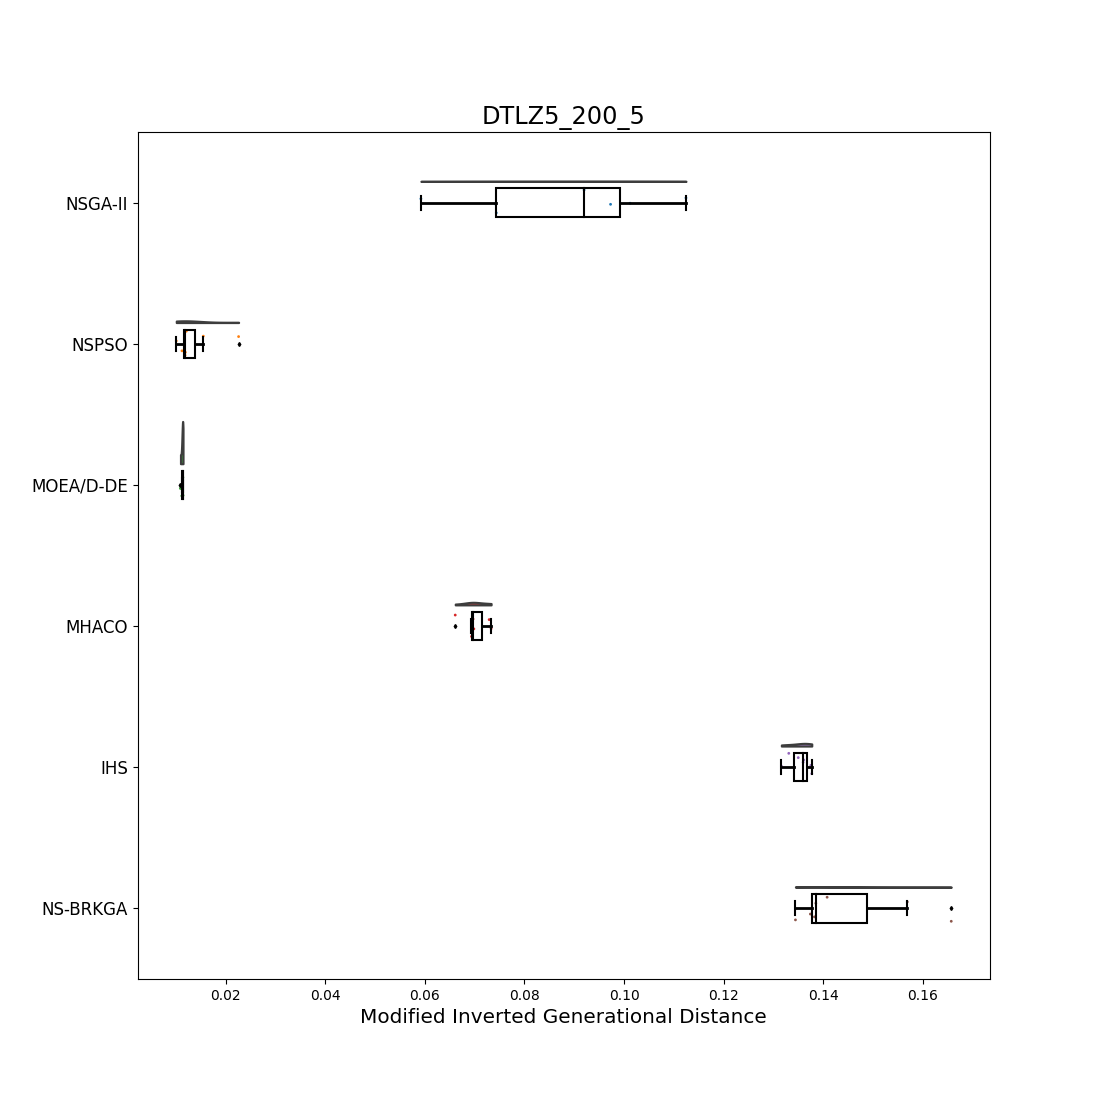 DTLZ5_200_5
NSGA-II
NSPSO
MOEA/D-DE
MHACO
IHS
NS-BRKGA
0.02 0.04 0.06 0.08 0.10 0.12 0.14 0.16
Modified Inverted Generational Distance